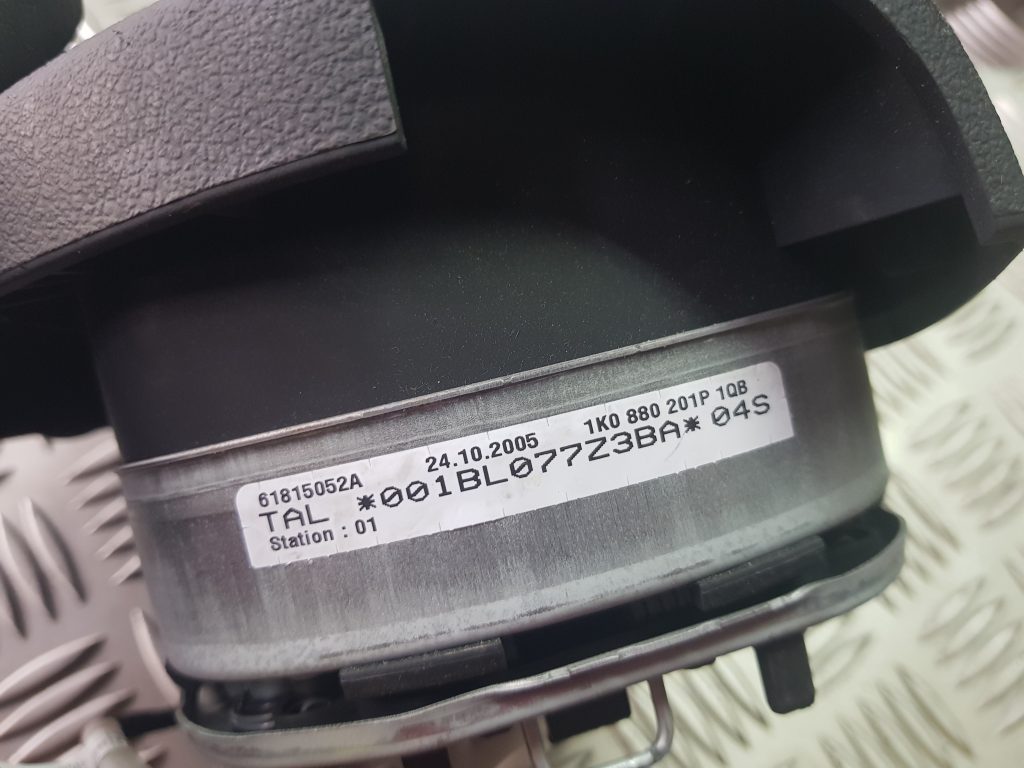 61815052A 24.10.2005 1K0 880 201P 1QB
TAL *001BL077Z3BA* 04S
Station : 01